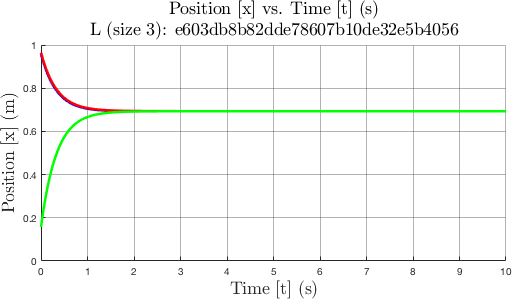 Position [x] vs. Time [t] (s)
L (size 3): e603db8b82dde78607b10de32e5b4056
Position [x] (m)
1
0.8
0.6
0.4
0.2
0
0 1 2 3 4 5 6 7 8 9 10
Time [t] (s)